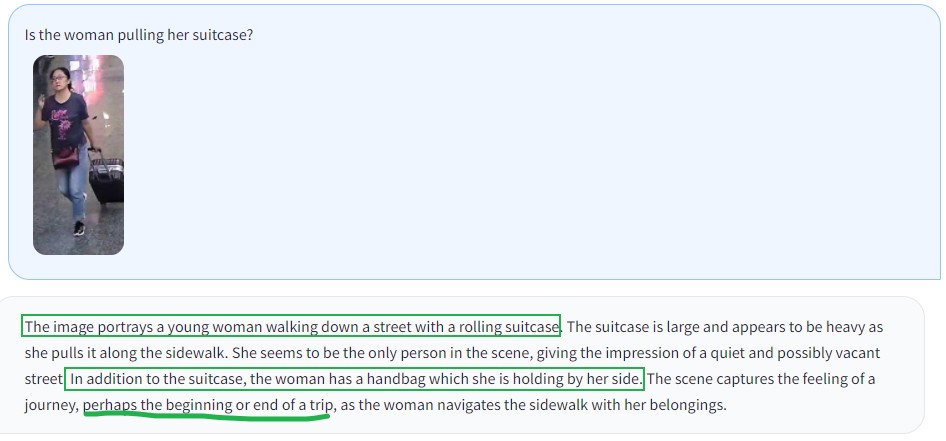 Is the woman pulling her suitcase?
The image portrays a young woman walking down a street with a rolling suitcase. The suitcase is large and appears to be heavy as
she pulls it along the sidewalk. She seems to be the only person in the scene, giving the impression of a quiet and possibly vacant
street. In addition to the suitcase, the woman has a handbag which she is holding by her side. The scene captures the feeling of a
journey, perhaps the beginning or end of a trip, as the woman navigates the sidewalk with her belongings.